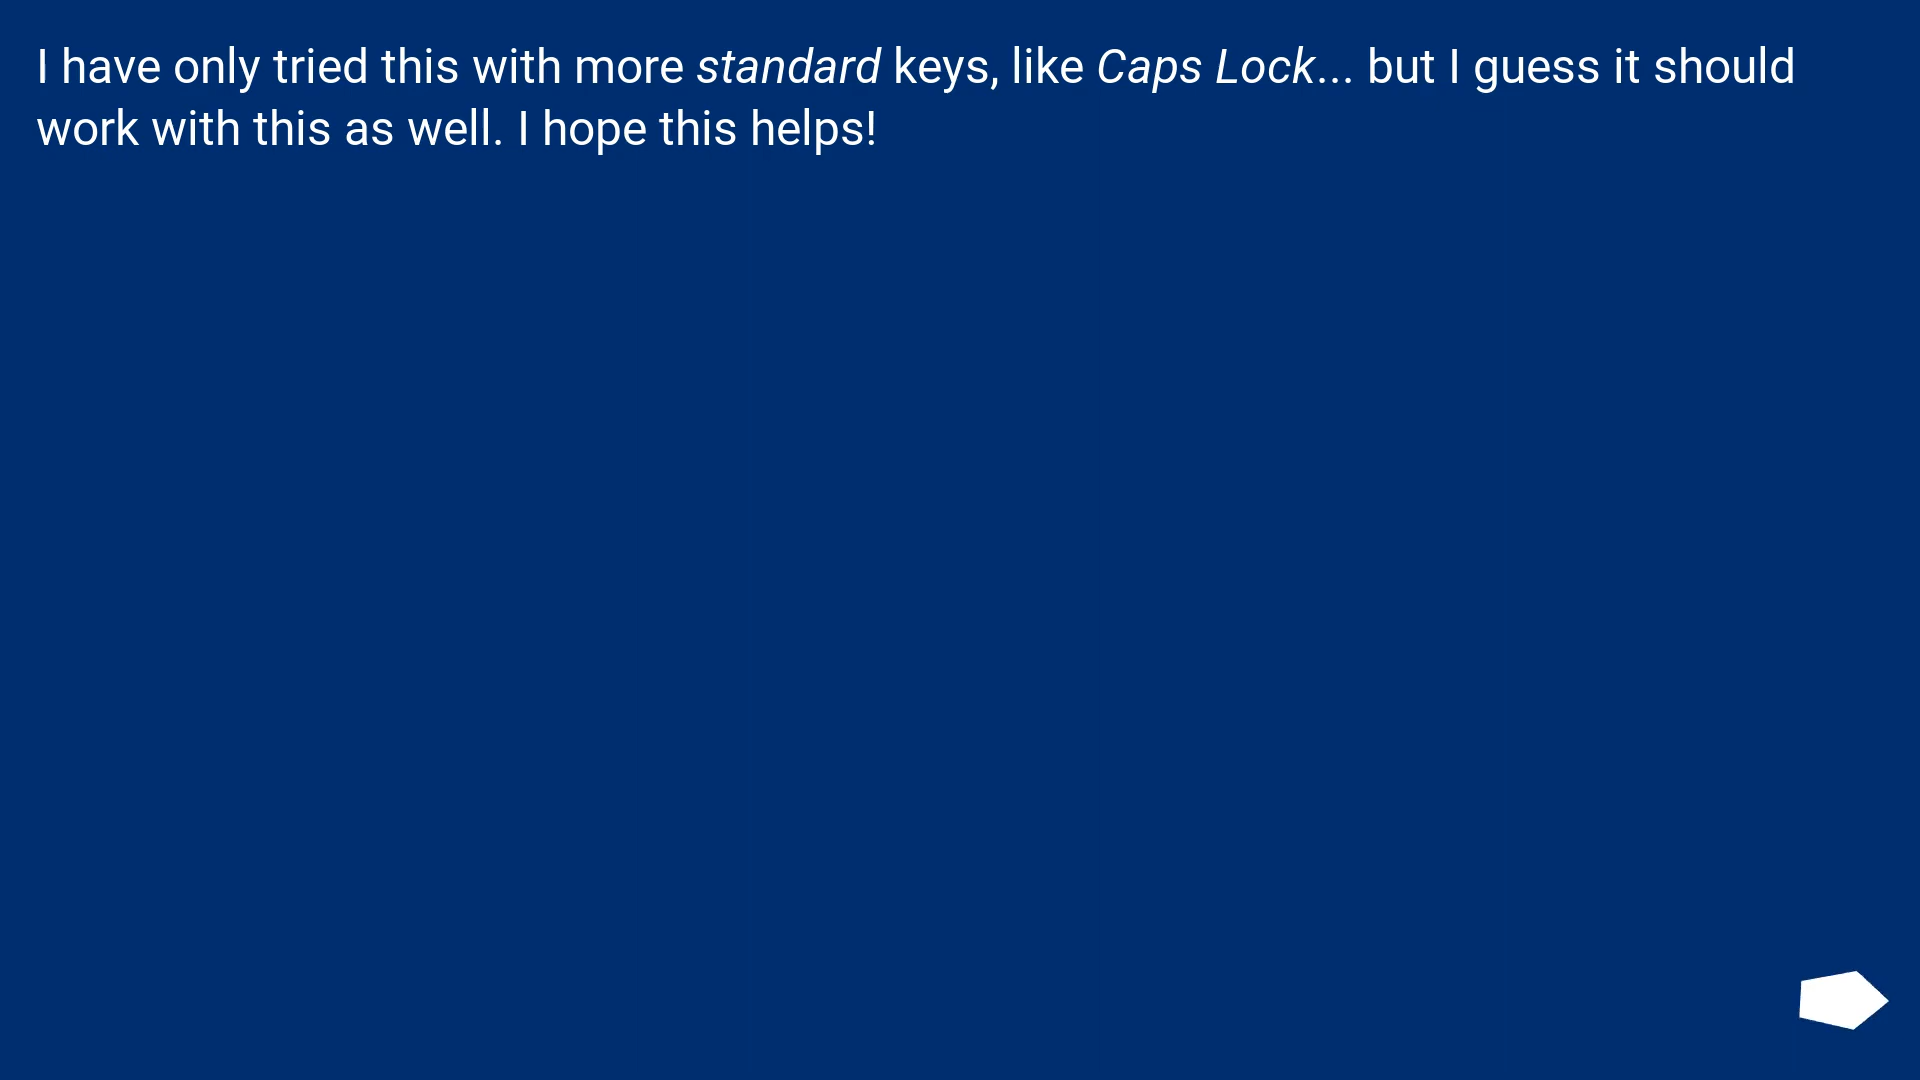 I have only tried this with more standard keys, like Caps Lock... but I guess it should
work with this as well. I hope this helps!